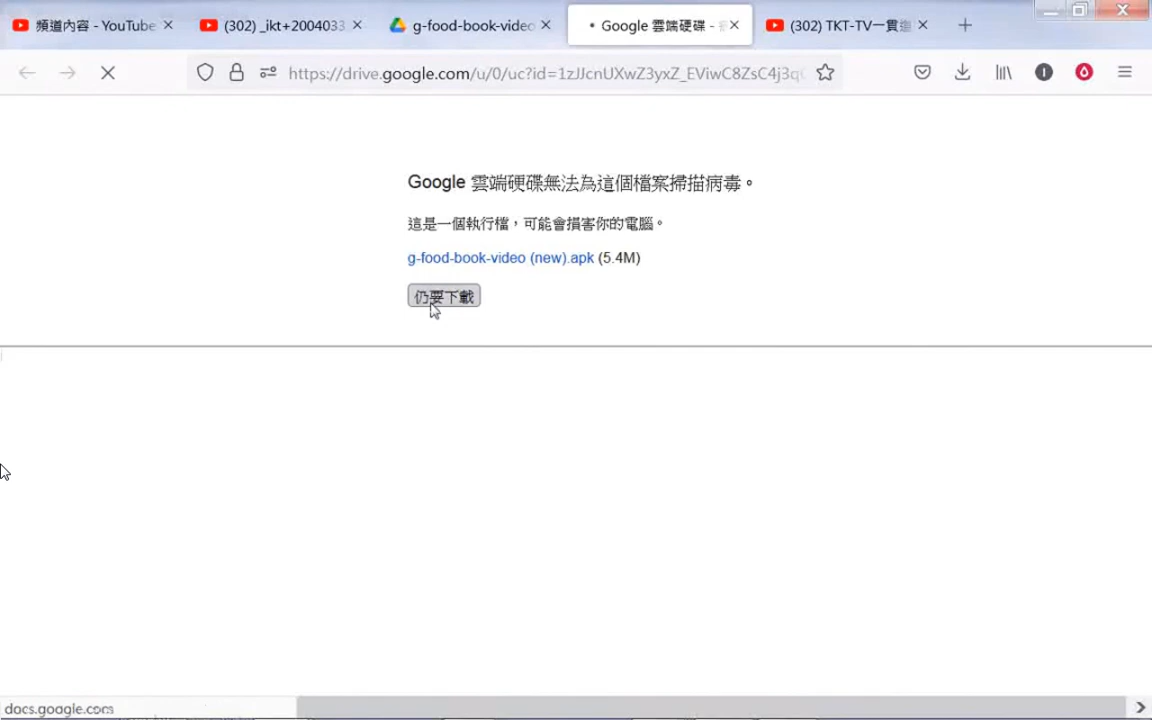 頻道內容 - YouTube
(302) _ikt+2004033
g-food-book-video
Google 雲端硬碟 -
(302) TKT-TV一貫進
https://drive.google.com/u/0/uc?id=1zJJcnUXwZ3yxZ_EViwC8ZsC4j3q
Google 雲端硬碟無法為這個檔案掃描病毒。
這是一個執行檔，可能會損害你的電腦。
g-food-book-video (new).apk (5.4M)
仍要下載
docs.google.com